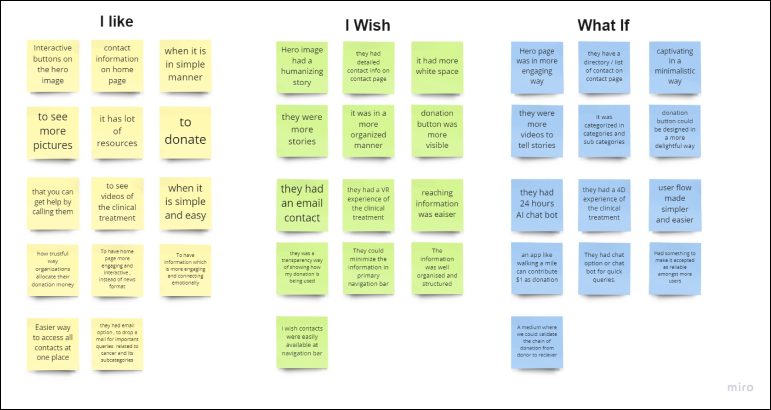 I like
I Wish
What If
Interactive
buttons on
the hero
image
contact
information
on home
page
when it is
in simple
manner
Hero image
had a
humanizing
story
they had
detailed
contact info on
contact page
it had more
white space
Hero page
was in more
engaging
way
they have a
directory / list
of contact on
contact page
captivating
in a
minimalistic
way
to see
more
pictures
it has lot
of
resources
to
donate
they were
more
stories
it was in a
more
organized
manner
donation
button was
more
visible
they were
more
videos to
tell stories
it was
categorized in
categories and
sub categories
donation
button could
be designed in
a more
delightful way
that you can
get help by
calling them
to see
videos of
the clinical
treatment
when it
is simple
and easy
they had
an email
contact
they had a VR
experience of
the clinical
treatment
reaching
information
was eaiser
they had
24 hours
AI chat bot
they had a 4D
experience of
the clinical
treatment
user flow
made
simpler
and easier
how trustful
way
organizations
allocate their
donation money
To have home
page more
engaging and
interactive ,
instead of news
format
To have
information which
is more engaging
and connecting
emotionally
they was a
transparency way
of showing how
my donation is
being used
They could
minimize the
information in
primary
navigation bar
The
information
was well
organised and
structured
an app like
walking a mile
can contribute
$1 as donation
They had chat
option or chat
bot for quick
queries.
Had something to
make it accepted
as reliable
amongst more
users
Easier way
to access all
contacts at
one place
they had email
option , to drop a
mail for important
queries related to
cancer and its
subcategories
I wish contacts
were easily
available at
navigation bar
A medium where
we could validate
the chain of
donation from
donor to reciever
miro